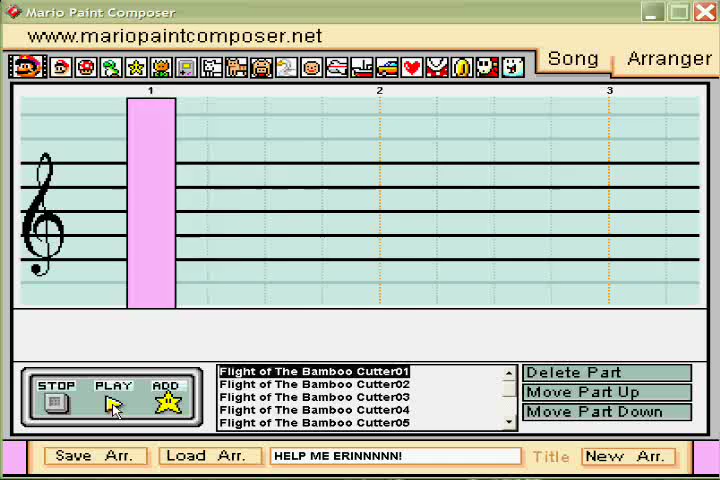 Mario Paint Composer
www.mariopaintcomposer.net
Song Arranger
1 2 3
STOP PLAY ADD
Flight of The Bamboo Cutter01
Flight of The Bamboo Cutter02
Flight of The Bamboo Cutter03
Flight of The Bamboo Cutter04
Flight of The Bamboo Cutter05
Delete Part
Move Part Up
Move Part Down
Save Arr. Load Arr. HELP ME ERINNNNN! Title New Arr.